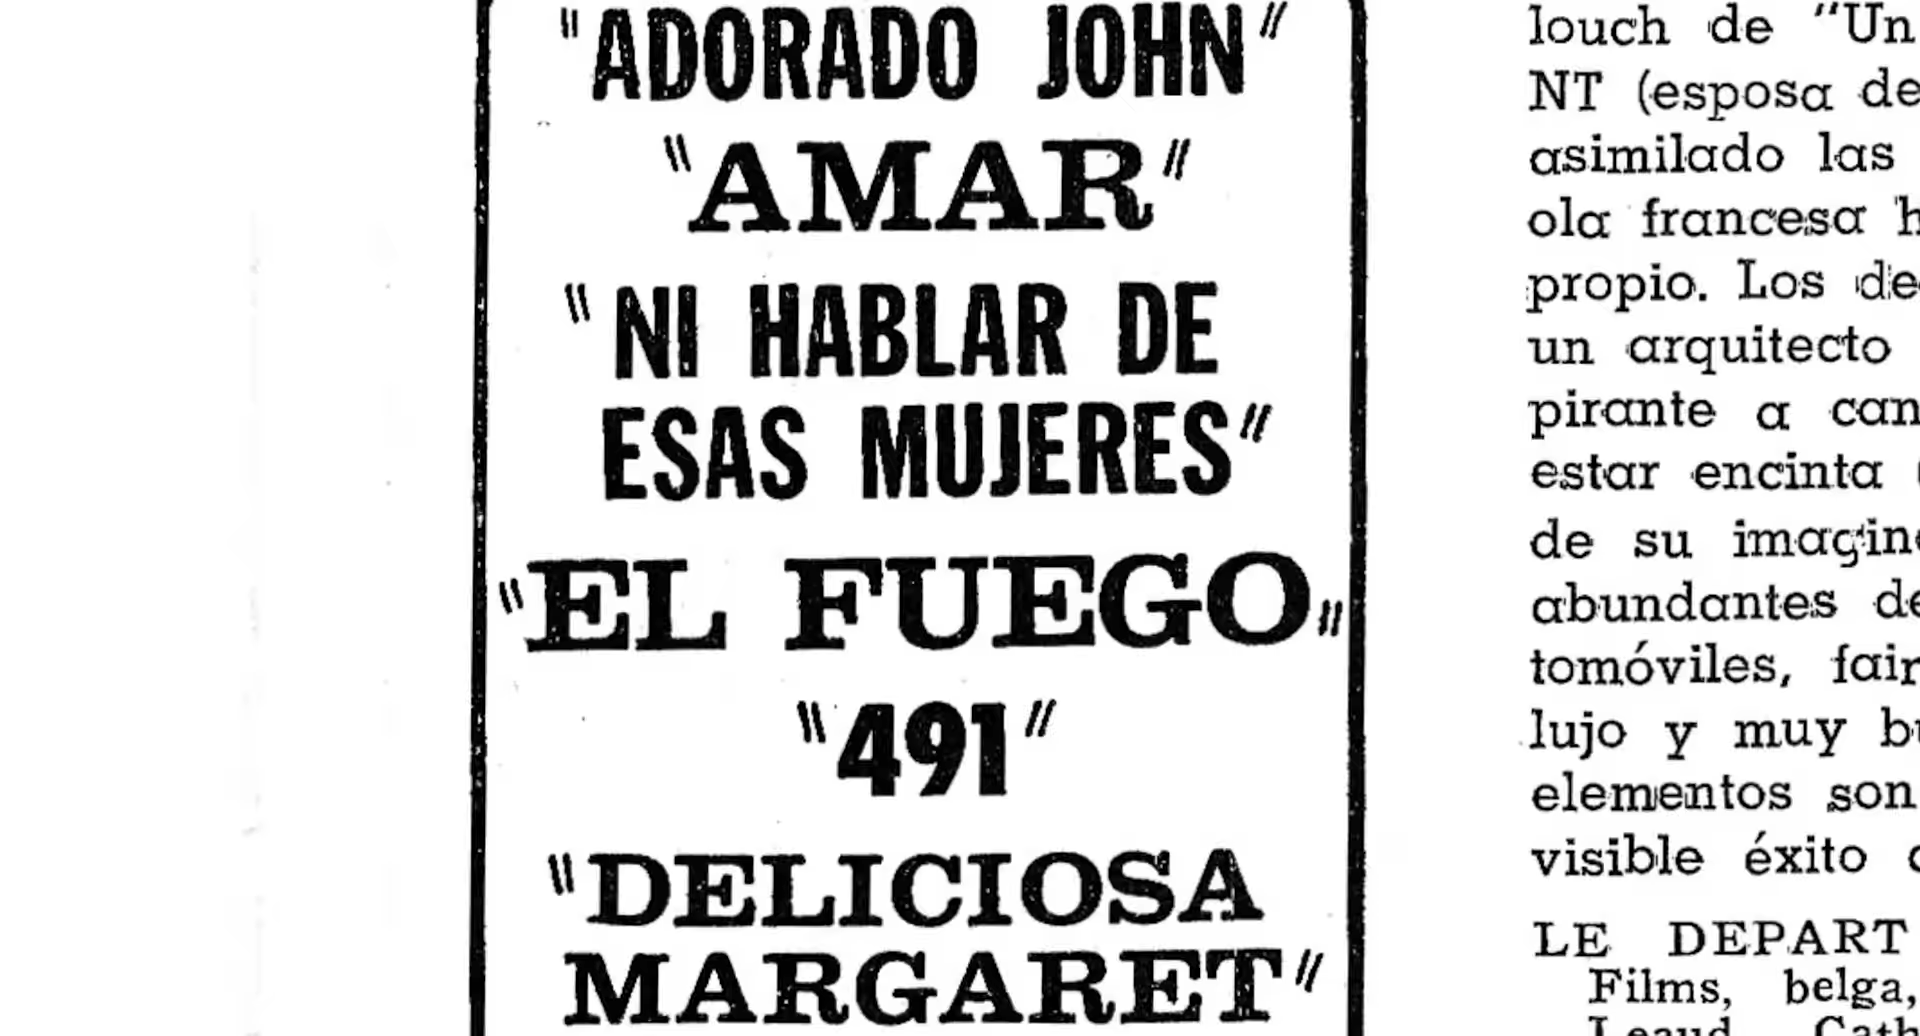 "ADORADO JOHN"
"AMAR"
"NI HABLAR DE
ESAS MUJERES"
"EL FUEGO"
"491"
"DELICIOSA
MARGARET"
louch de "Un
NT (esposa de
asimilado las
ola francesa
propio. Los
un arquitecto
pirante a
estar encinta
de su
abundantes
tomóviles,
lujo y muy
elementos son
visible éxito
LE DEPART
Films, belga,
Leaud,